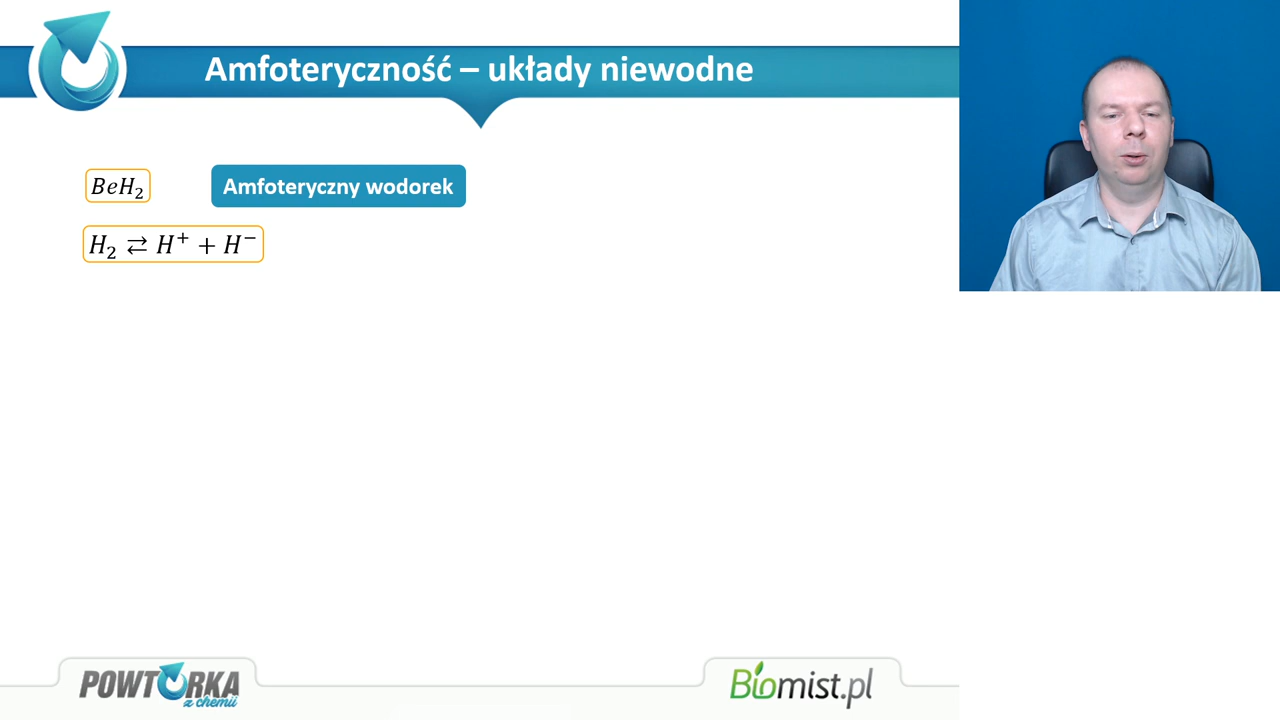 Amfoteryczność – układy niewodne
BeH₂
Amfoteryczny wodorek
H₂ ⇄ H⁺ + H⁻
POWTÓRKA
z chemii
Biomist.pl